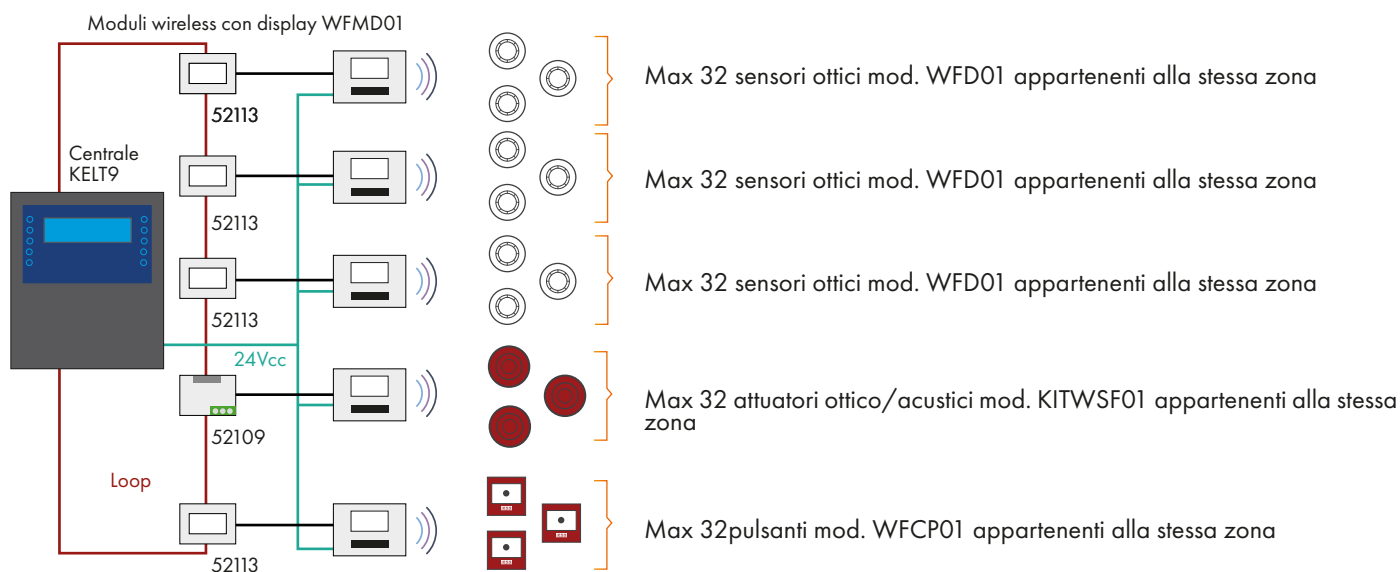 Moduli wireless con display WFMD01
Max 32 sensori ottici mod. WFD01 appartenenti alla stessa zona
52113
Centrale
KELT9
Max 32 sensori ottici mod. WFD01 appartenenti alla stessa zona
52113
Max 32 sensori ottici mod. WFD01 appartenenti alla stessa zona
52113
24Vcc
Max 32 attuatori ottico/acustici mod. KITWSF01 appartenenti alla stessa
zona
52109
Loop
Max 32pulsanti mod. WFCP01 appartenenti alla stessa zona
52113